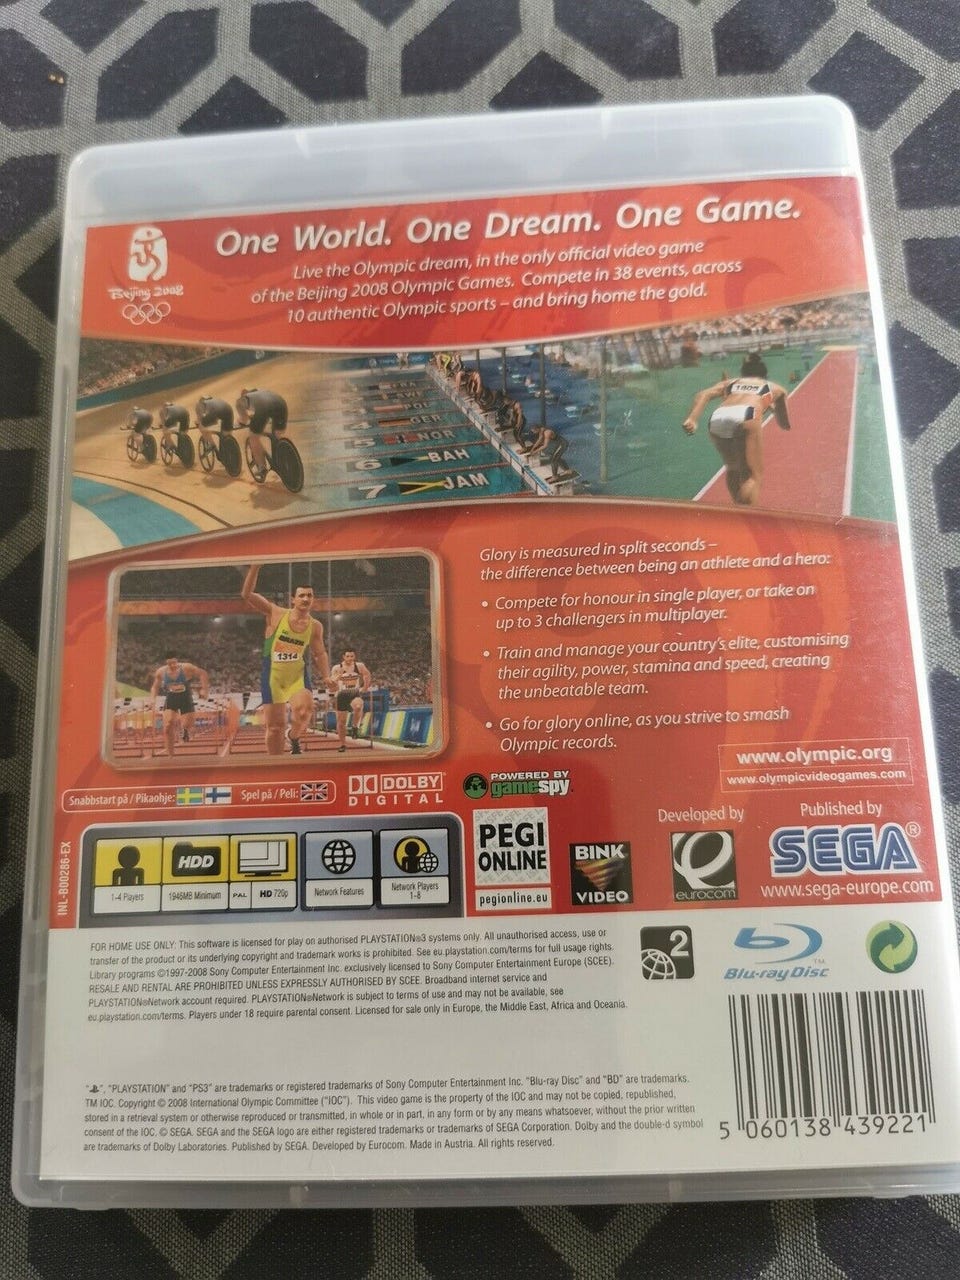 One World. One Dream. One Game.
Live the Olympic dream, in the only official video game
of the Beijing 2008 Olympic Games. Compete in 38 events, across
10 authentic Olympic sports – and bring home the gold.
Beijing 2008
FRA
SWE
POL
4 GER
5 NOR
6 BAH
7 JAM
1405
Glory is measured in split seconds –
the difference between being an athlete and a hero:
• Compete for honour in single player, or take on
up to 3 challengers in multiplayer.
• Train and manage your country's elite, customising
their agility, power, stamina and speed, creating
the unbeatable team.
• Go for glory online, as you strive to smash
Olympic records.
BRAZIL
1314
www.olympic.org
www.olympicvideogames.com
Snabbstart på / Pikaohje: Spel på / Peli:
DOLBY
DIGITAL
POWERED BY
gamespy
INL-B00286-EX
1-4 Players
HDD
1946MB Minimum
PAL HD 720p
Network Features
Network Players
1-8
PEGI
ONLINE
pegionline.eu
BINK
VIDEO
Developed by
eurocom
Published by
SEGA®
www.sega-europe.com
FOR HOME USE ONLY: This software is licensed for play on authorised PLAYSTATION®3 systems only. All unauthorised access, use or
transfer of the product or its underlying copyright and trademark works is prohibited. See eu.playstation.com/terms for full usage rights.
Library programs ©1997-2008 Sony Computer Entertainment Inc. exclusively licensed to Sony Computer Entertainment Europe (SCEE).
RESALE AND RENTAL ARE PROHIBITED UNLESS EXPRESSLY AUTHORISED BY SCEE. Broadband internet service and
PLAYSTATION®Network account required. PLAYSTATION®Network is subject to terms of use and may not be available, see
eu.playstation.com/terms. Players under 18 require parental consent. Licensed for sale only in Europe, the Middle East, Africa and Oceania.
2
Blu-ray Disc™
", "PLAYSTATION" and "PS3" are trademarks or registered trademarks of Sony Computer Entertainment Inc. "Blu-ray Disc" and "BD" are trademarks.
TM IOC. Copyright © 2008 International Olympic Committee ("IOC"). This video game is the property of the IOC and may not be copied, republished,
stored in a retrieval system or otherwise reproduced or transmitted, in whole or in part, in any form or by any means whatsoever, without the prior written
consent of the IOC. © SEGA. SEGA and the SEGA logo are either registered trademarks or trademarks of SEGA Corporation. Dolby and the double-d symbol
are trademarks of Dolby Laboratories. Published by SEGA. Developed by Eurocom. Made in Austria. All rights reserved.
5 060138 439221